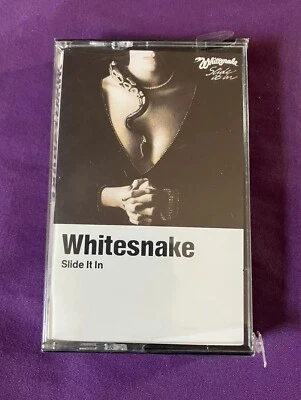 Whitesnake
Slide
it in
Whitesnake
Slide It In